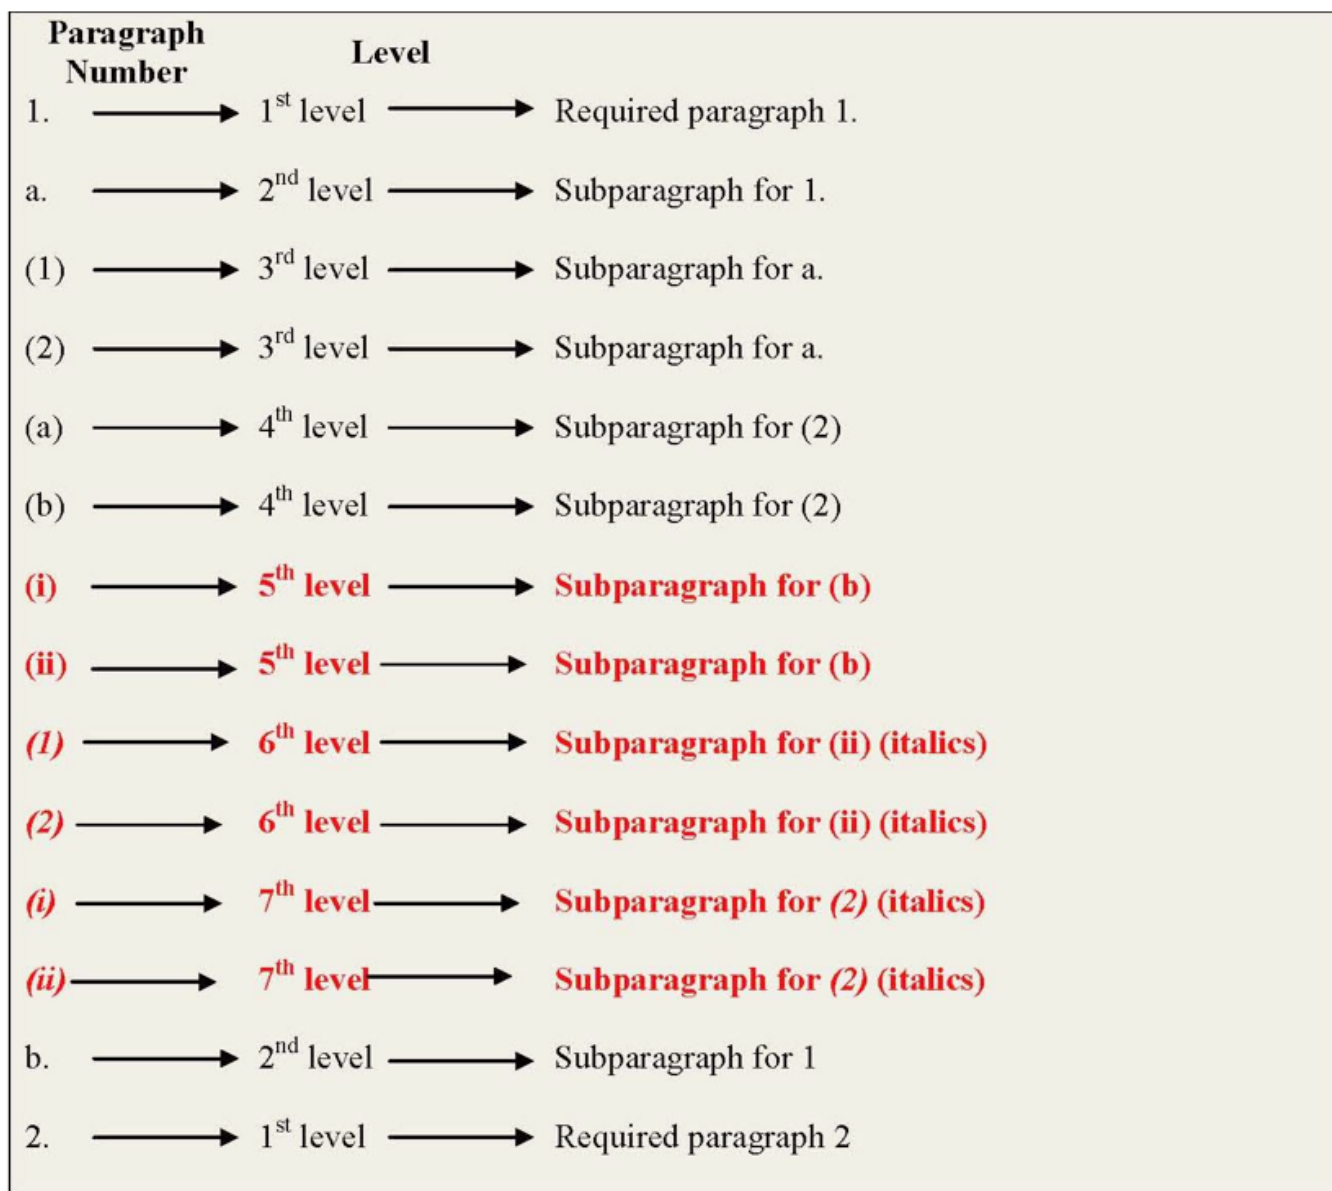 Paragraph Number Level
1. 1st level Required paragraph 1.
a. 2nd level Subparagraph for 1.
(1) 3rd level Subparagraph for a.
(2) 3rd level Subparagraph for a.
(a) 4th level Subparagraph for (2)
(b) 4th level Subparagraph for (2)
(i) 5th level Subparagraph for (b)
(ii) 5th level Subparagraph for (b)
(1) 6th level Subparagraph for (ii) (italics)
(2) 6th level Subparagraph for (ii) (italics)
(i) 7th level Subparagraph for (2) (italics)
(ii) 7th level Subparagraph for (2) (italics)
b. 2nd level Subparagraph for 1
2. 1st level Required paragraph 2